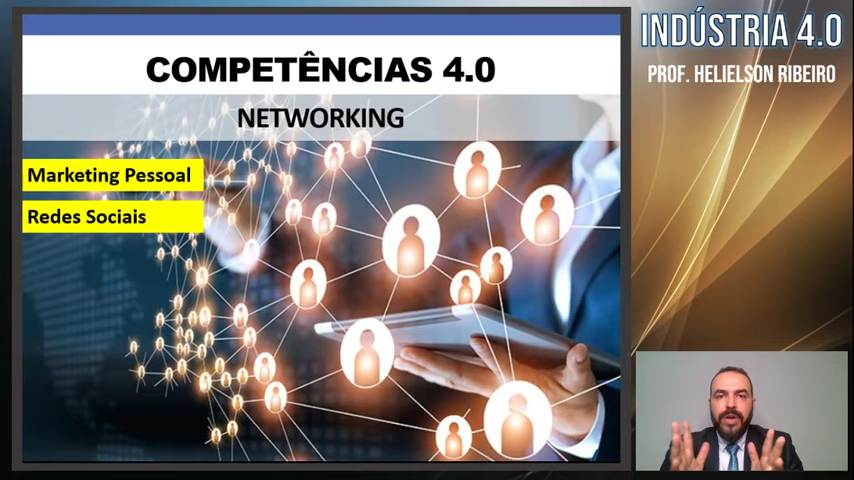 COMPETÊNCIAS 4.0
NETWORKING
Marketing Pessoal
Redes Sociais
INDÚSTRIA 4.0
PROF. HELIELSON RIBEIRO